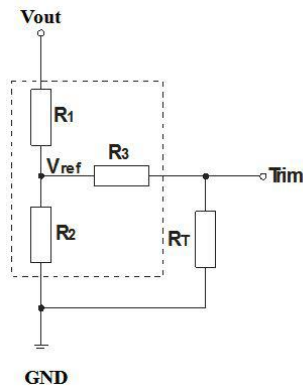 Vout
R1
Vref
R3
Trim
R2
RT
GND